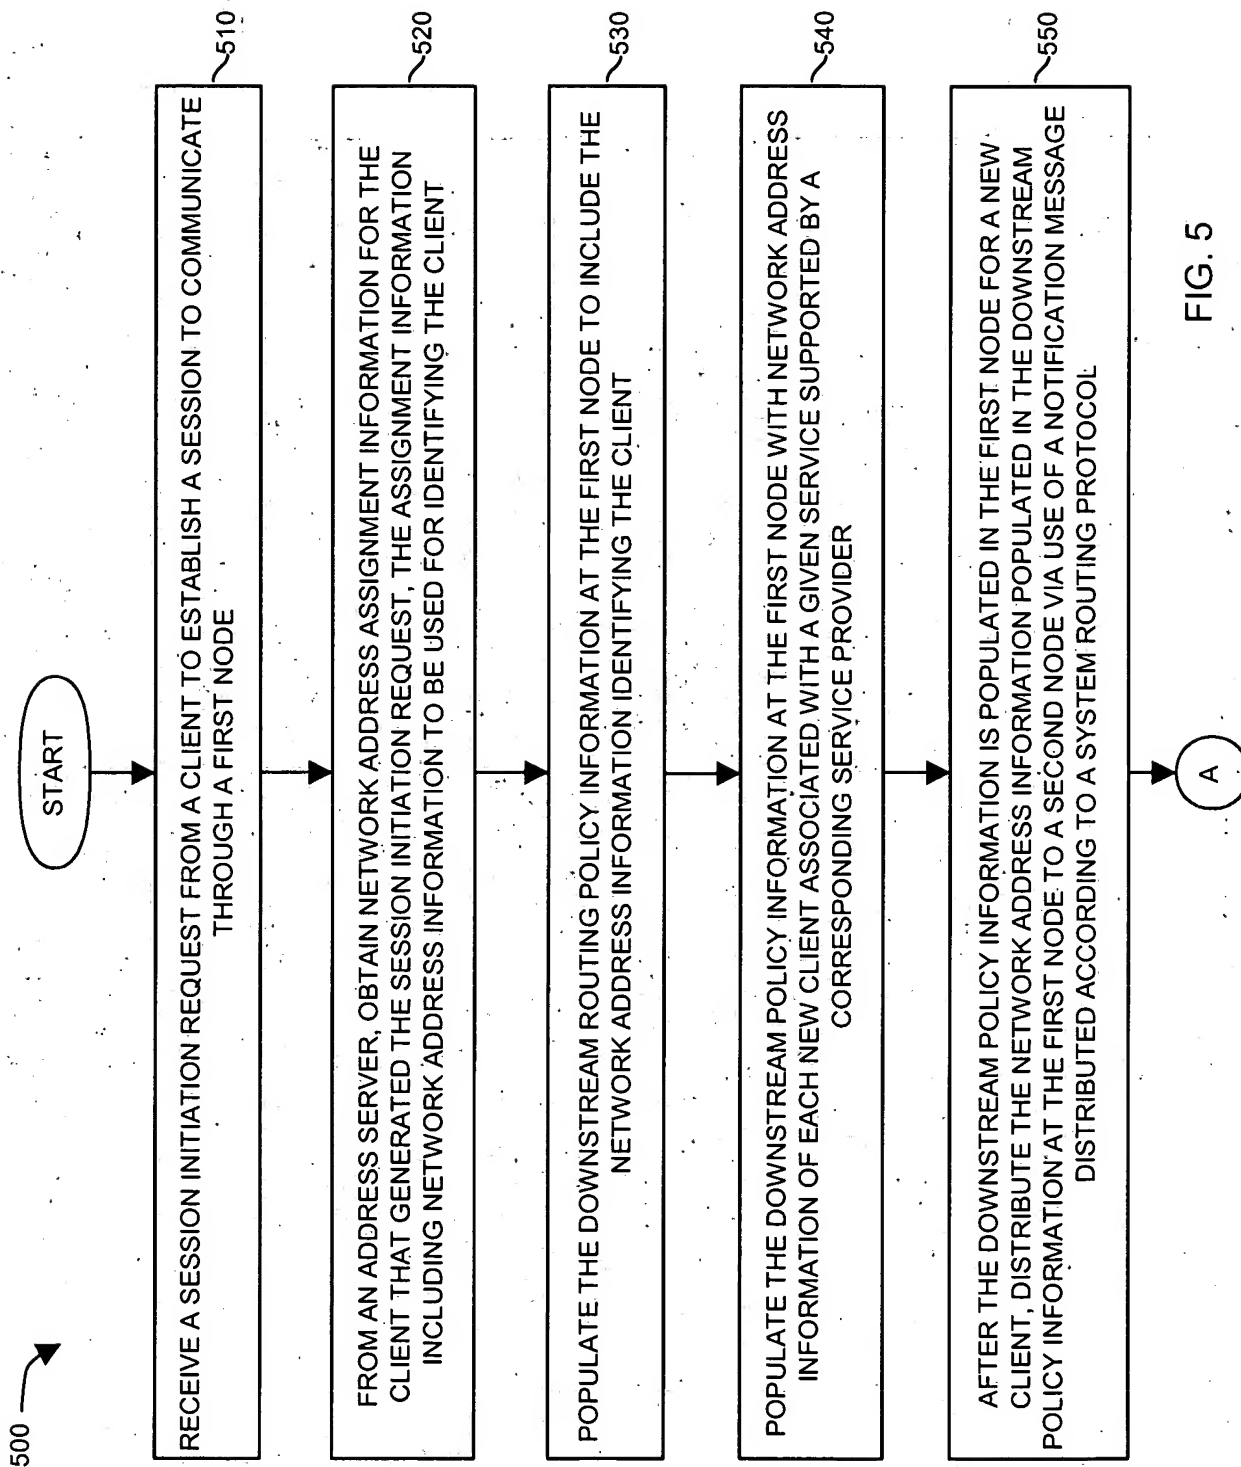 500
START
RECEIVE A SESSION INITIATION REQUEST FROM A CLIENT TO ESTABLISH A SESSION TO COMMUNICATE
THROUGH A FIRST NODE
510
FROM AN ADDRESS SERVER, OBTAIN NETWORK ADDRESS ASSIGNMENT INFORMATION FOR THE
CLIENT THAT GENERATED THE SESSION INITIATION REQUEST, THE ASSIGNMENT INFORMATION
INCLUDING NETWORK ADDRESS INFORMATION TO BE USED FOR IDENTIFYING THE CLIENT
520
POPULATE THE DOWNSTREAM ROUTING POLICY INFORMATION AT THE FIRST NODE TO INCLUDE THE
NETWORK ADDRESS INFORMATION IDENTIFYING THE CLIENT
530
POPULATE THE DOWNSTREAM POLICY INFORMATION AT THE FIRST NODE WITH NETWORK ADDRESS
INFORMATION OF EACH NEW CLIENT ASSOCIATED WITH A GIVEN SERVICE SUPPORTED BY A
CORRESPONDING SERVICE PROVIDER
540
AFTER THE DOWNSTREAM POLICY INFORMATION IS POPULATED IN THE FIRST NODE FOR A NEW
CLIENT, DISTRIBUTE THE NETWORK ADDRESS INFORMATION POPULATED IN THE DOWNSTREAM
POLICY INFORMATION AT THE FIRST NODE TO A SECOND NODE VIA USE OF A NOTIFICATION MESSAGE
DISTRIBUTED ACCORDING TO A SYSTEM ROUTING PROTOCOL
550
A
FIG. 5